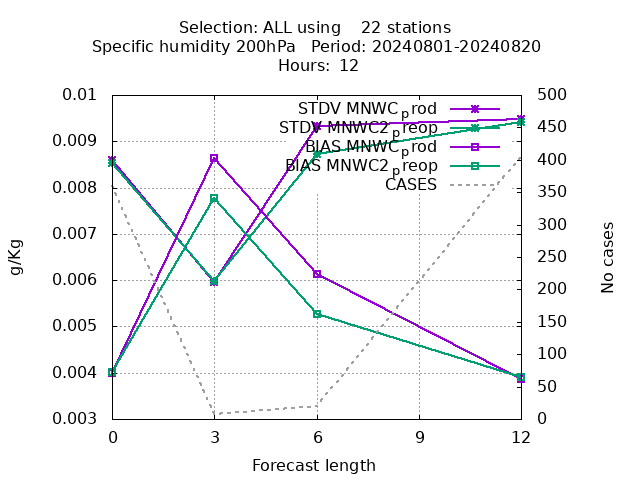 Selection: ALL using    22 stations
Specific humidity 200hPa   Period: 20240801-20240820
Hours:  12
0.01
0.009
0.008
0.007
0.006
0.005
0.004
0.003
g/Kg
STDV MNWC_prod
STDV MNWC2_preop
BIAS MNWC_prod
BIAS MNWC2_preop
CASES
500
450
400
350
300
250
200
150
100
50
0
No cases
0 3 6 9 12
Forecast length